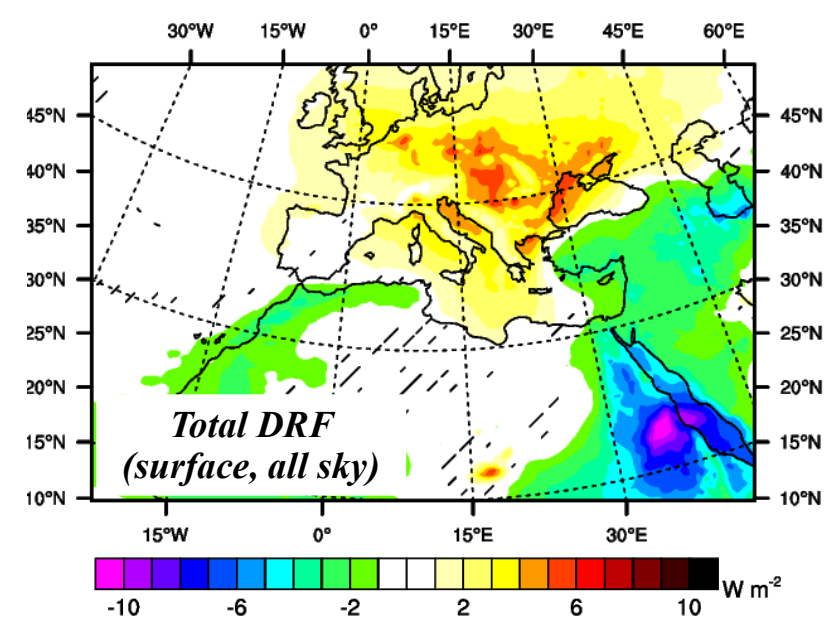 30°W 15°W 0° 15°E 30°E 45°E 60°E
45°N 45°N
40°N 40°N
35°N 35°N
30°N 30°N
25°N 25°N
20°N 20°N
15°N 15°N
10°N 10°N
Total DRF
(surface, all sky)
15°W 0° 15°E 30°E
W m-2
-10 -6 -2 2 6 10